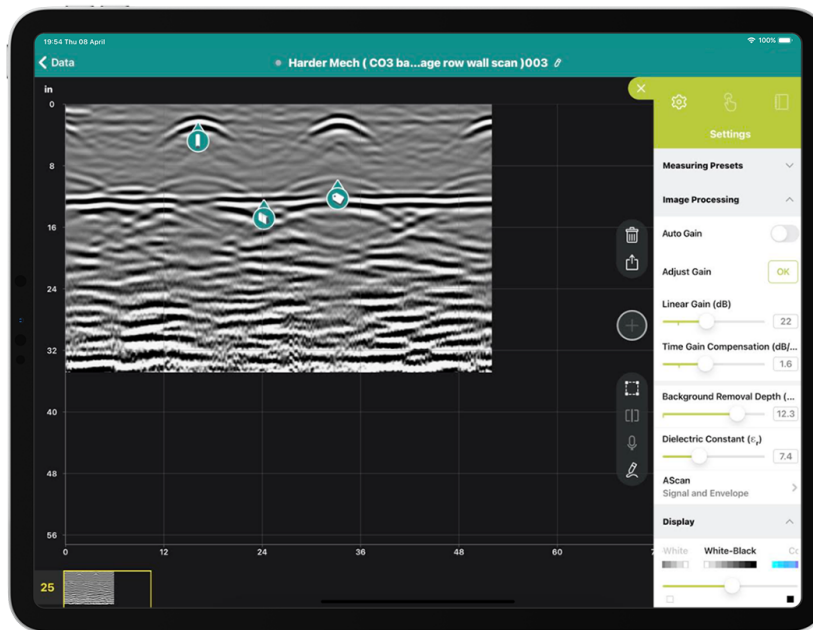 19:54 Thu 08 April
100%
Data
Harder Mech ( CO3 ba...age row wall scan )003
in
0
8
16
24
32
40
48
56
0
12
24
36
48
60
25
Settings
Measuring Presets
Image Processing
Auto Gain
Adjust Gain
OK
Linear Gain (dB)
22
Time Gain Compensation (dB/...
1.6
Background Removal Depth (...
12.3
Dielectric Constant (εr)
7.4
AScan
Signal and Envelope
Display
White
White-Black